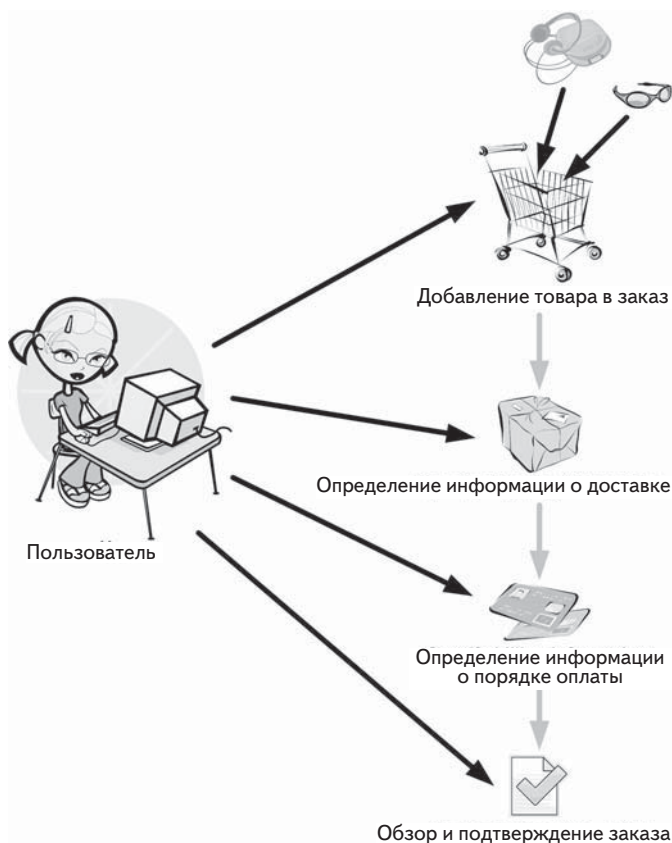 Добавление товара в заказ
Определение информации о доставке
Пользователь
Определение информации
о порядке оплаты
Обзор и подтверждение заказа